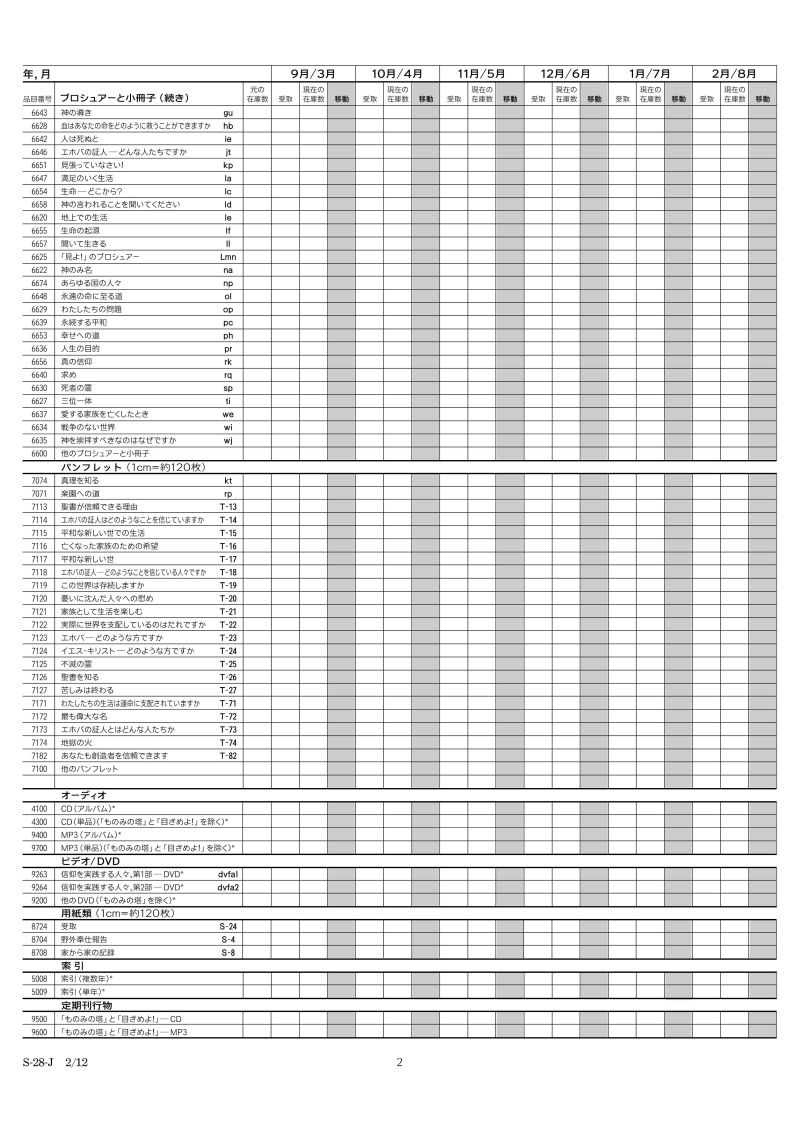 年，月 9月/3月 10月/4月 11月/5月 12月/6月 1月/7月 2月/8月
品目番号 ブロシュアーと小冊子（続き） 元の在庫数 受取 現在の在庫数 移動 受取 現在の在庫数 移動 受取 現在の在庫数 移動 受取 現在の在庫数 移動 受取 現在の在庫数 移動 受取 現在の在庫数 移動
6643 神の導き gu
6628 血はあなたの命をどのように救うことができますか hb
6642 人は死ぬと ie
6646 エホバの証人 ― どんな人たちですか jt
6651 見張っていなさい！ kp
6647 満足のいく生活 la
6654 生命 ― どこから？ lc
6658 神の言われることを聞いてください ld
6620 地上での生活 le
6655 生命の起源 lf
6657 聞いて生きる ll
6625 「見よ！」のブロシュアー Lmn
6622 神のみ名 na
6674 あらゆる国の人々 np
6648 永遠の命に至る道 ol
6629 わたしたちの問題 op
6639 永続する平和 pc
6653 幸せへの道 ph
6636 人生の目的 pr
6656 真の信仰 rk
6640 求め rq
6630 死者の霊 sp
6627 三位一体 ti
6637 愛する家族を亡くしたとき we
6634 戦争のない世界 wi
6635 神を崇拝すべきなのはなぜですか wj
6600 他のブロシュアーと小冊子
パンフレット（1cm＝約120枚）
7074 真理を知る kt
7071 楽園への道 rp
7113 聖書が信頼できる理由 T-13
7114 エホバの証人はどのようなことを信じていますか T-14
7115 平和な新しい世での生活 T-15
7116 亡くなった家族のための希望 T-16
7117 平和な新しい世 T-17
7118 エホバの証人 ― どのようなことを信じている人々ですか T-18
7119 この世界は存続しますか T-19
7120 憂いに沈んだ人々への慰め T-20
7121 家族として生活を楽しむ T-21
7122 実際に世界を支配しているのはだれですか T-22
7123 エホバ ― どのような方ですか T-23
7124 イエス・キリスト ― どのような方ですか T-24
7125 不滅の霊 T-25
7126 聖書を知る T-26
7127 苦しみは終わる T-27
7171 わたしたちの生活は運命に支配されていますか T-71
7172 最も偉大な名 T-72
7173 エホバの証人とはどんな人たちか T-73
7174 地獄の火 T-74
7182 あなたも創造者を信頼できます T-82
7100 他のパンフレット
オーディオ
4100 CD（アルバム）*
4300 CD（単品）（「ものみの塔」と「目ざめよ！」を除く）*
9400 MP3（アルバム）*
9700 MP3（単品）（「ものみの塔」と「目ざめよ！」を除く）*
ビデオ/DVD
9263 信仰を実践する人々，第1部 ― DVD* dvfa1
9264 信仰を実践する人々，第2部 ― DVD* dvfa2
9200 他のDVD（「ものみの塔」を除く）*
用紙類（1cm＝約120枚）
8724 受取 S-24
8704 野外奉仕報告 S-4
8708 家から家の記録 S-8
索引
5008 索引（複数年）*
5009 索引（単年）*
定期刊行物
9500 「ものみの塔」と「目ざめよ！」― CD
9600 「ものみの塔」と「目ざめよ！」― MP3
S-28-J 2/12 2